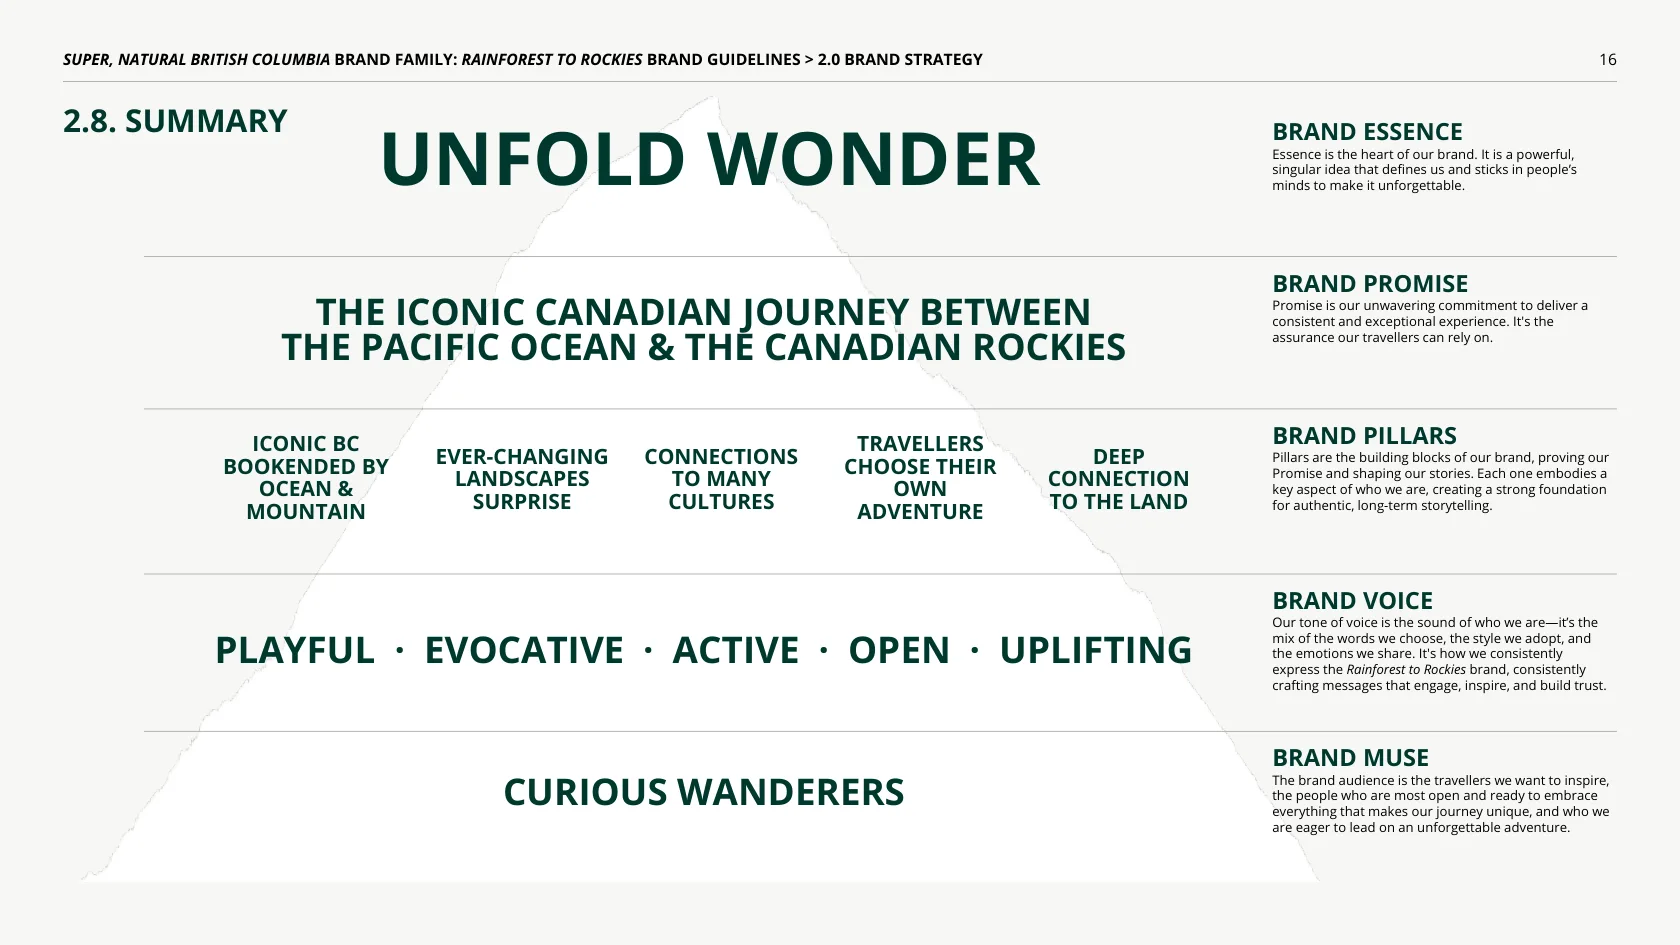 SUPER, NATURAL BRITISH COLUMBIA BRAND FAMILY: RAINFOREST TO ROCKIES BRAND GUIDELINES > 2.0 BRAND STRATEGY
16
2.8. SUMMARY
UNFOLD WONDER
BRAND ESSENCE
Essence is the heart of our brand. It is a powerful,
singular idea that defines us and sticks in people’s
minds to make it unforgettable.
THE ICONIC CANADIAN JOURNEY BETWEEN
THE PACIFIC OCEAN & THE CANADIAN ROCKIES
BRAND PROMISE
Promise is our unwavering commitment to deliver a
consistent and exceptional experience. It's the
assurance our travellers can rely on.
ICONIC BC
BOOKENDED BY
OCEAN &
MOUNTAIN
EVER-CHANGING
LANDSCAPES
SURPRISE
CONNECTIONS
TO MANY
CULTURES
TRAVELLERS
CHOOSE THEIR
OWN
ADVENTURE
DEEP
CONNECTION
TO THE LAND
BRAND PILLARS
Pillars are the building blocks of our brand, proving our
Promise and shaping our stories. Each one embodies a
key aspect of who we are, creating a strong foundation
for authentic, long-term storytelling.
PLAYFUL · EVOCATIVE · ACTIVE · OPEN · UPLIFTING
BRAND VOICE
Our tone of voice is the sound of who we are—it’s the
mix of the words we choose, the style we adopt, and
the emotions we share. It's how we consistently
express the Rainforest to Rockies brand, consistently
crafting messages that engage, inspire, and build trust.
CURIOUS WANDERERS
BRAND MUSE
The brand audience is the travellers we want to inspire,
the people who are most open and ready to embrace
everything that makes our journey unique, and who we
are eager to lead on an unforgettable adventure.